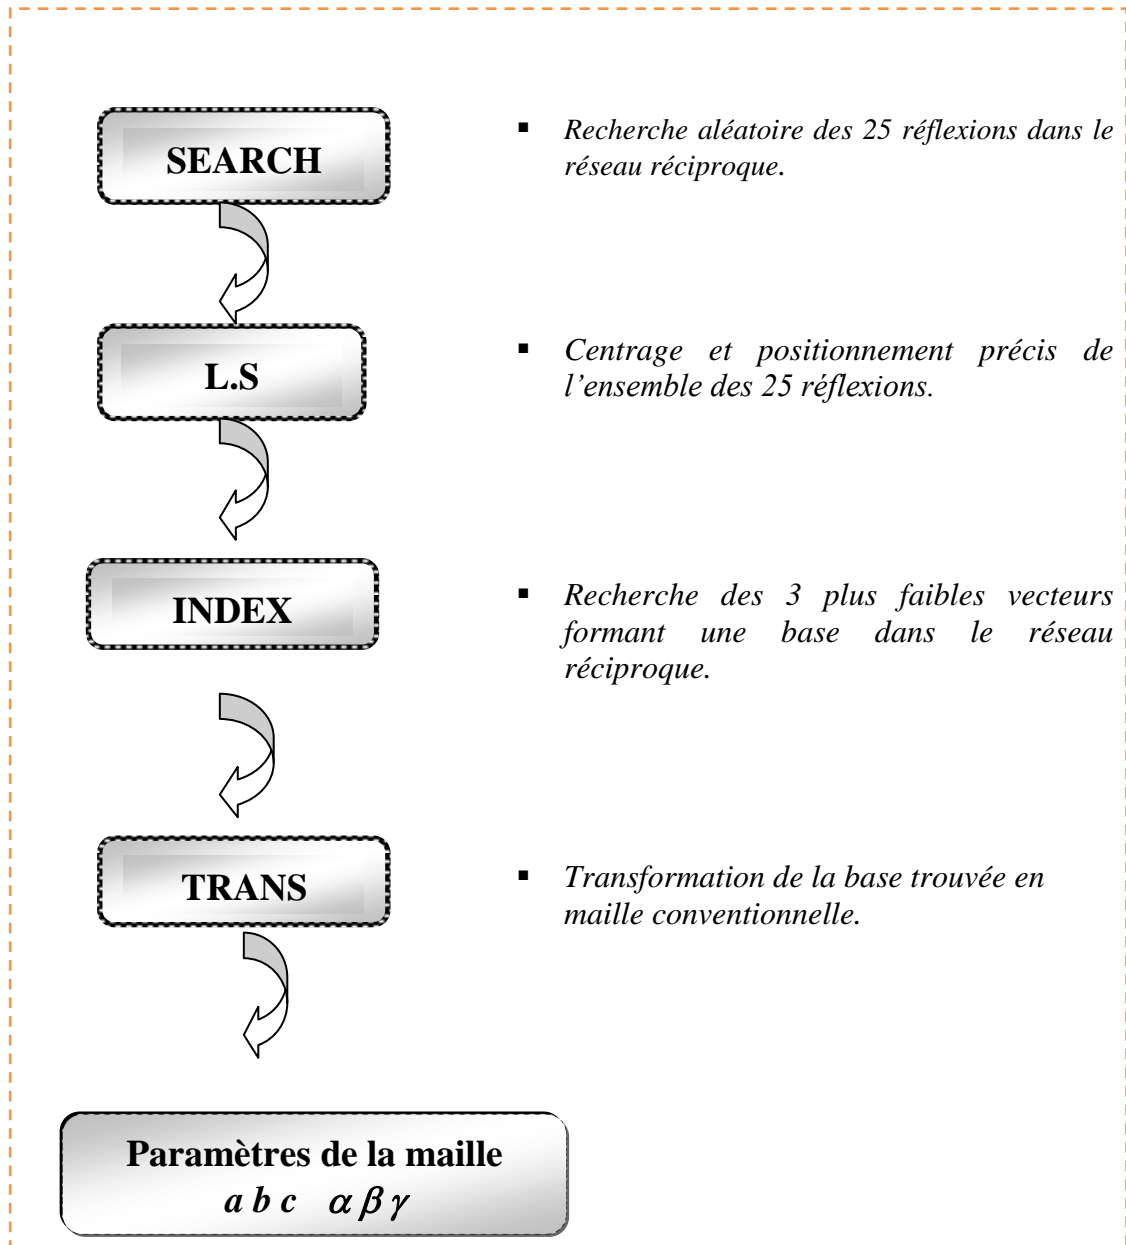 SEARCH
▪ Recherche aléatoire des 25 réflexions dans le
réseau réciproque.
L.S
▪ Centrage et positionnement précis de
l’ensemble des 25 réflexions.
INDEX
▪ Recherche des 3 plus faibles vecteurs
formant une base dans le réseau
réciproque.
TRANS
▪ Transformation de la base trouvée en
maille conventionnelle.
Paramètres de la maille
a b c α β γ